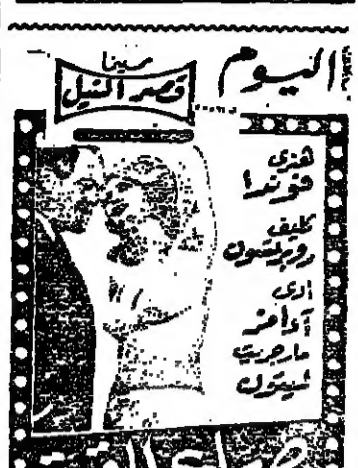 اليوم
سينما
قصر النيل
هنري
فوندا
كليف
روبرتسون
ادى
آدامز
مارجريت
ليتون